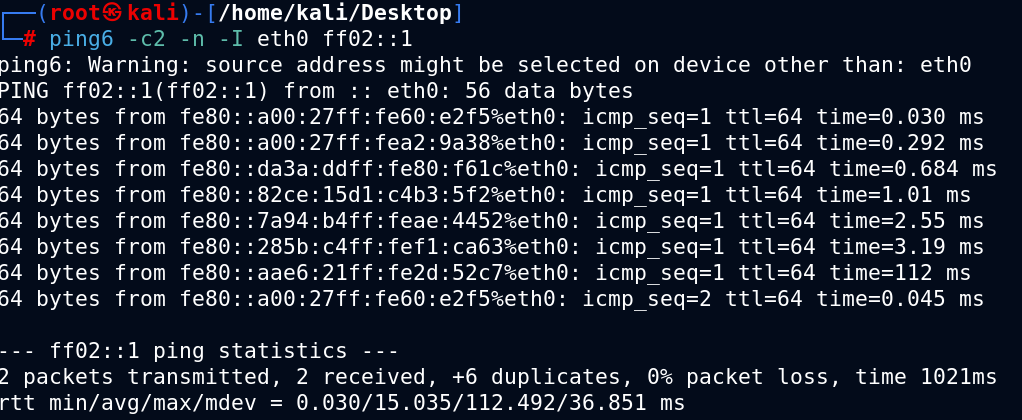 ┌──(root㉿kali)-[/home/kali/Desktop]
└─# ping6 -c2 -n -I eth0 ff02::1
ping6: Warning: source address might be selected on device other than: eth0
PING ff02::1(ff02::1) from :: eth0: 56 data bytes
64 bytes from fe80::a00:27ff:fe60:e2f5%eth0: icmp_seq=1 ttl=64 time=0.030 ms
64 bytes from fe80::a00:27ff:fea2:9a38%eth0: icmp_seq=1 ttl=64 time=0.292 ms
64 bytes from fe80::da3a:ddff:fe80:f61c%eth0: icmp_seq=1 ttl=64 time=0.684 ms
64 bytes from fe80::82ce:15d1:c4b3:5f2%eth0: icmp_seq=1 ttl=64 time=1.01 ms
64 bytes from fe80::7a94:b4ff:feae:4452%eth0: icmp_seq=1 ttl=64 time=2.55 ms
64 bytes from fe80::285b:c4ff:fef1:ca63%eth0: icmp_seq=1 ttl=64 time=3.19 ms
64 bytes from fe80::aae6:21ff:fe2d:52c7%eth0: icmp_seq=1 ttl=64 time=112 ms
64 bytes from fe80::a00:27ff:fe60:e2f5%eth0: icmp_seq=2 ttl=64 time=0.045 ms

--- ff02::1 ping statistics ---
2 packets transmitted, 2 received, +6 duplicates, 0% packet loss, time 1021ms
rtt min/avg/max/mdev = 0.030/15.035/112.492/36.851 ms